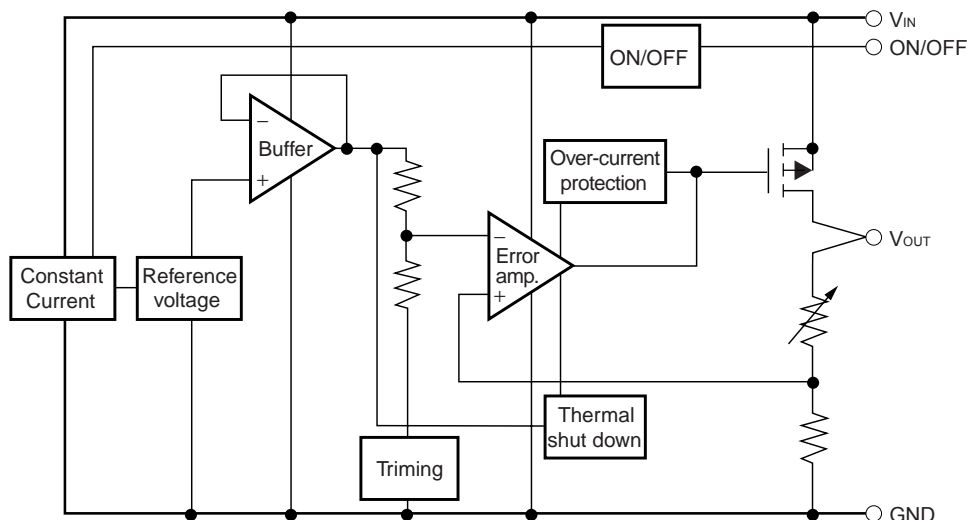 VIN
ON/OFF
ON/OFF
−
Buffer
+
Over-current
protection
−
Error
amp.
+
VOUT
Constant
Current
Reference
voltage
Thermal
shut down
Triming
GND